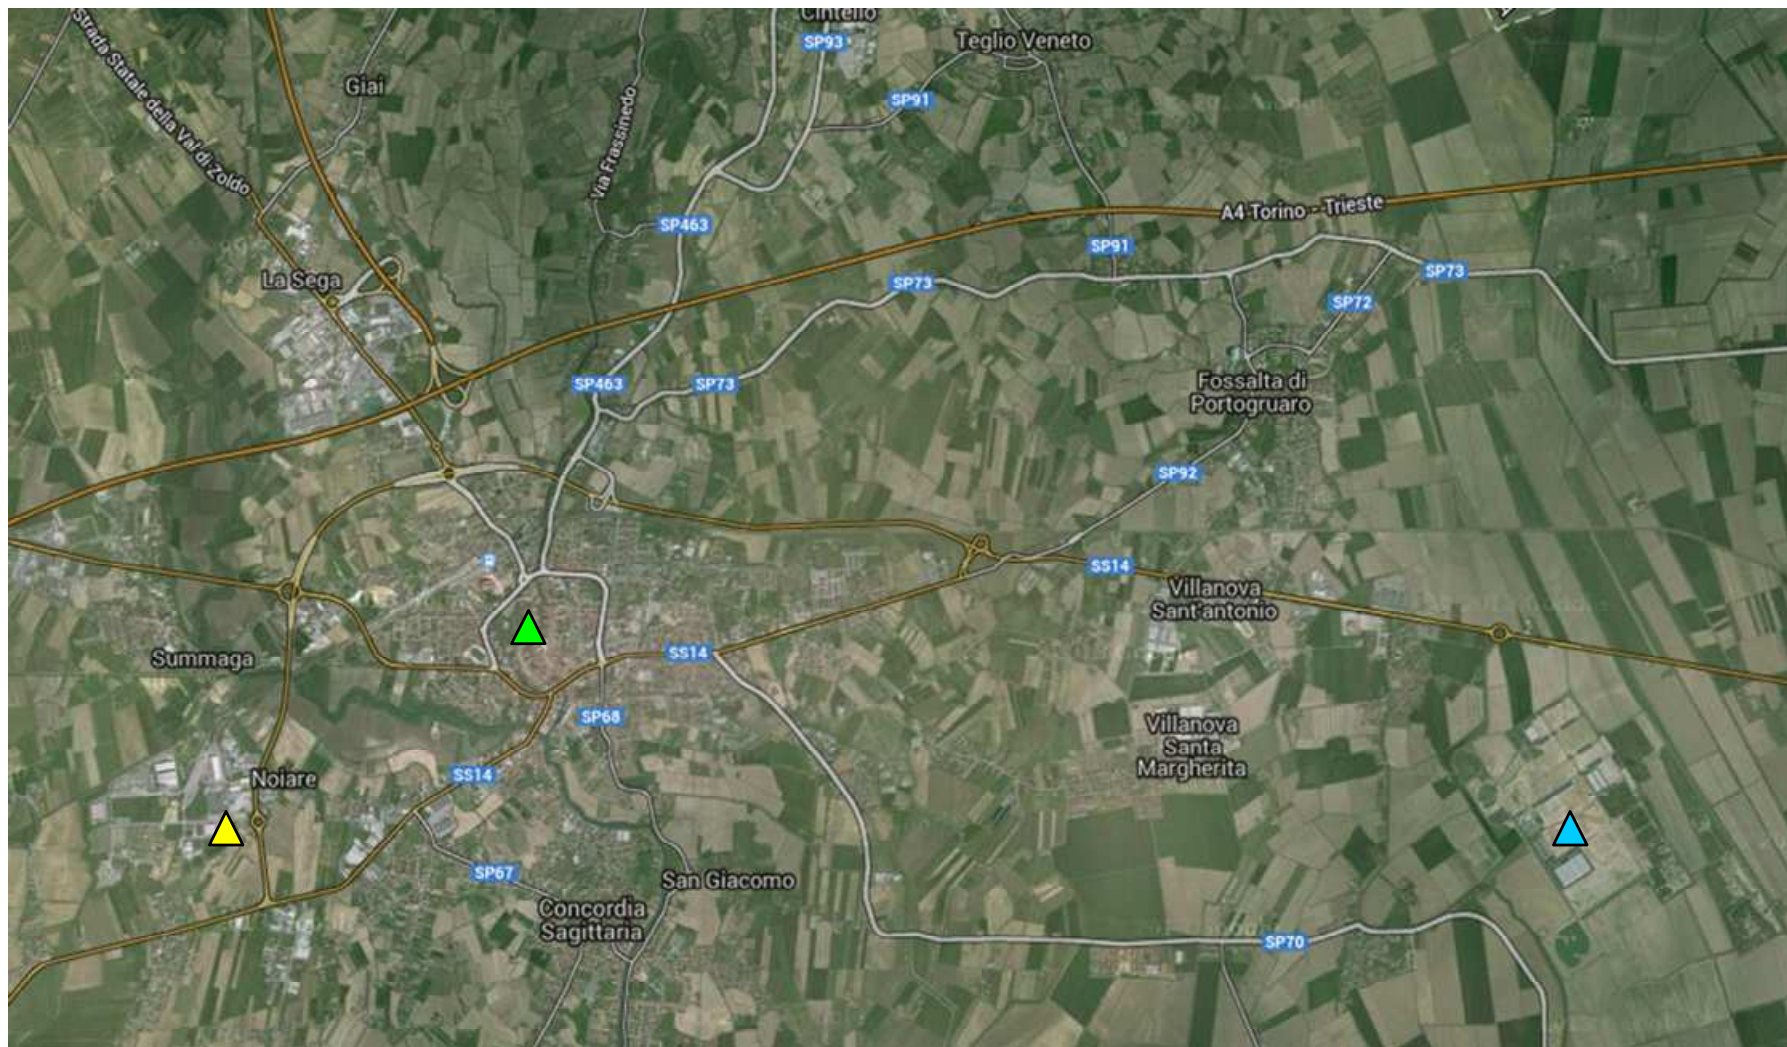 Cintello
SP93
Teglio Veneto
Strada Statale della Val di Zoldo
Giai
SP91
Via Frassinedo
SP463
A4 Torino - Trieste
SP91
La Sega
SP73
SP73
SP72
SP463
SP73
Fossalta di
Portogruaro
SP92
SS14
Villanova
Sant'antonio
Summaga
SS14
SP68
Villanova
Santa
Margherita
Noiare
SS14
SP67
San Giacomo
Concordia
Sagittaria
SP70